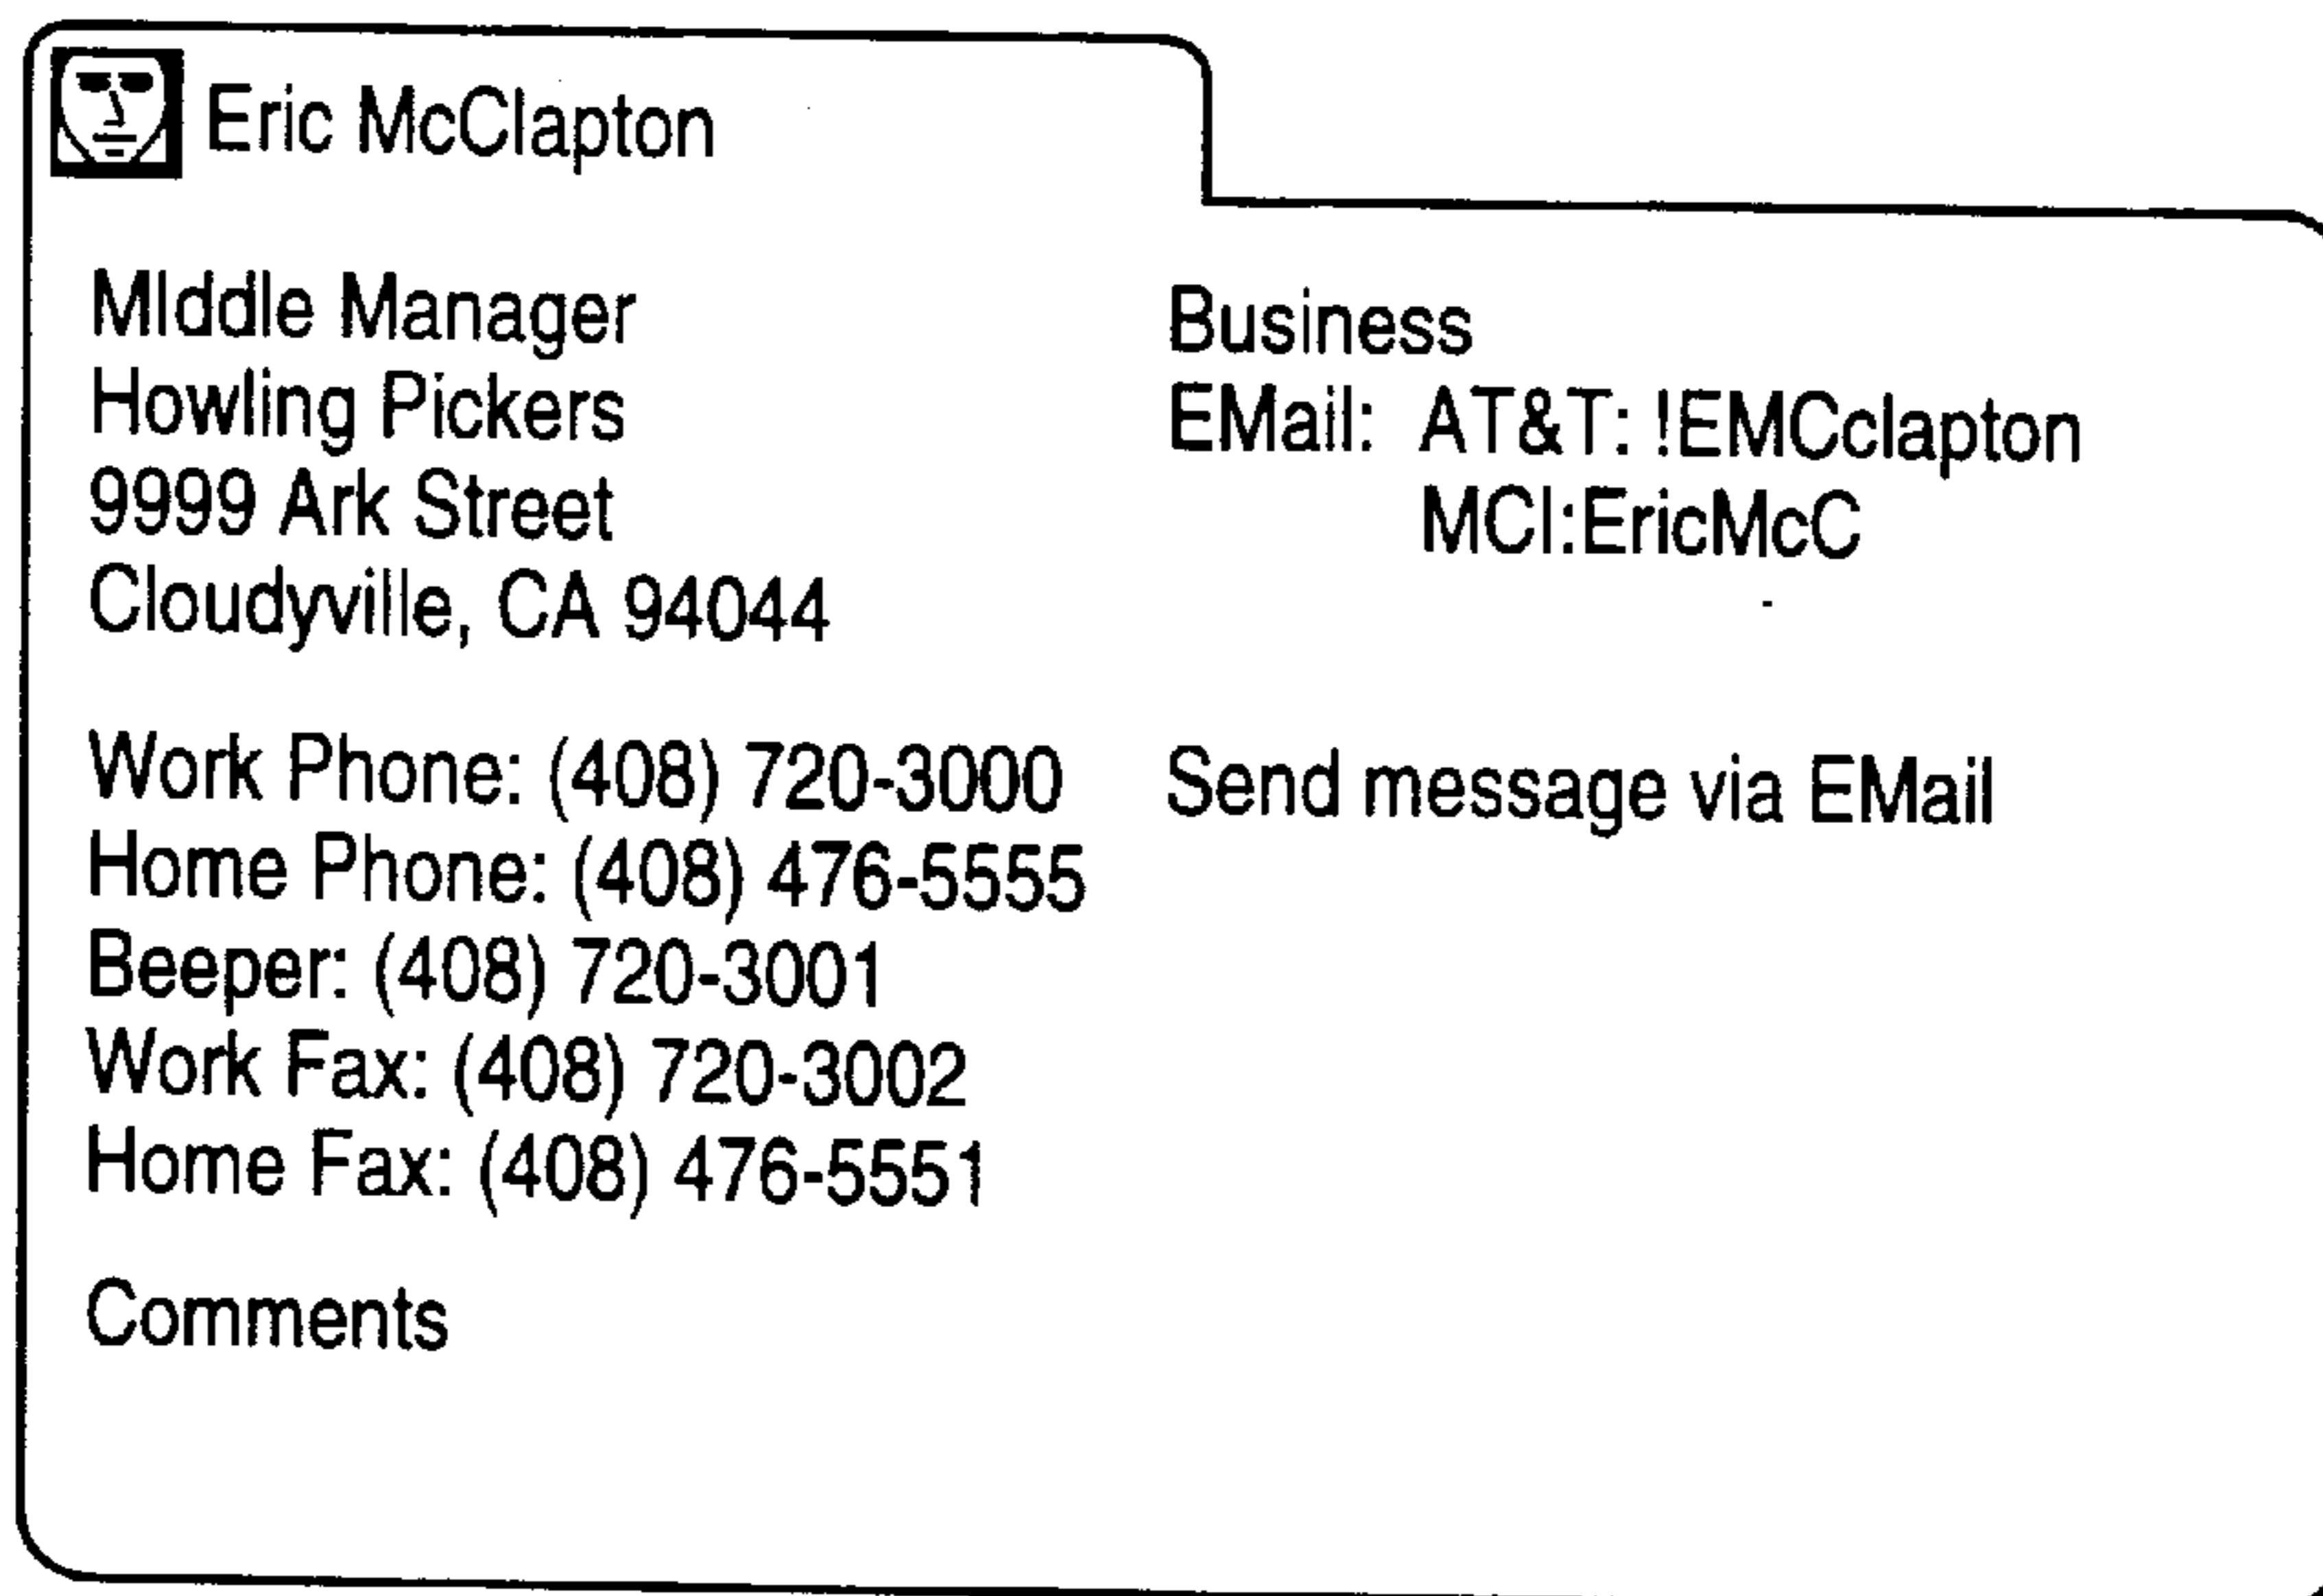 Eric McClapton
MIddle Manager
Howling Pickers
9999 Ark Street
Cloudyville, CA 94044
Business
EMail: AT&T: !EMCclapton
MCI:EricMcC
Work Phone: (408) 720-3000
Home Phone: (408) 476-5555
Beeper: (408) 720-3001
Work Fax: (408) 720-3002
Home Fax: (408) 476-5551
Send message via EMail
Comments